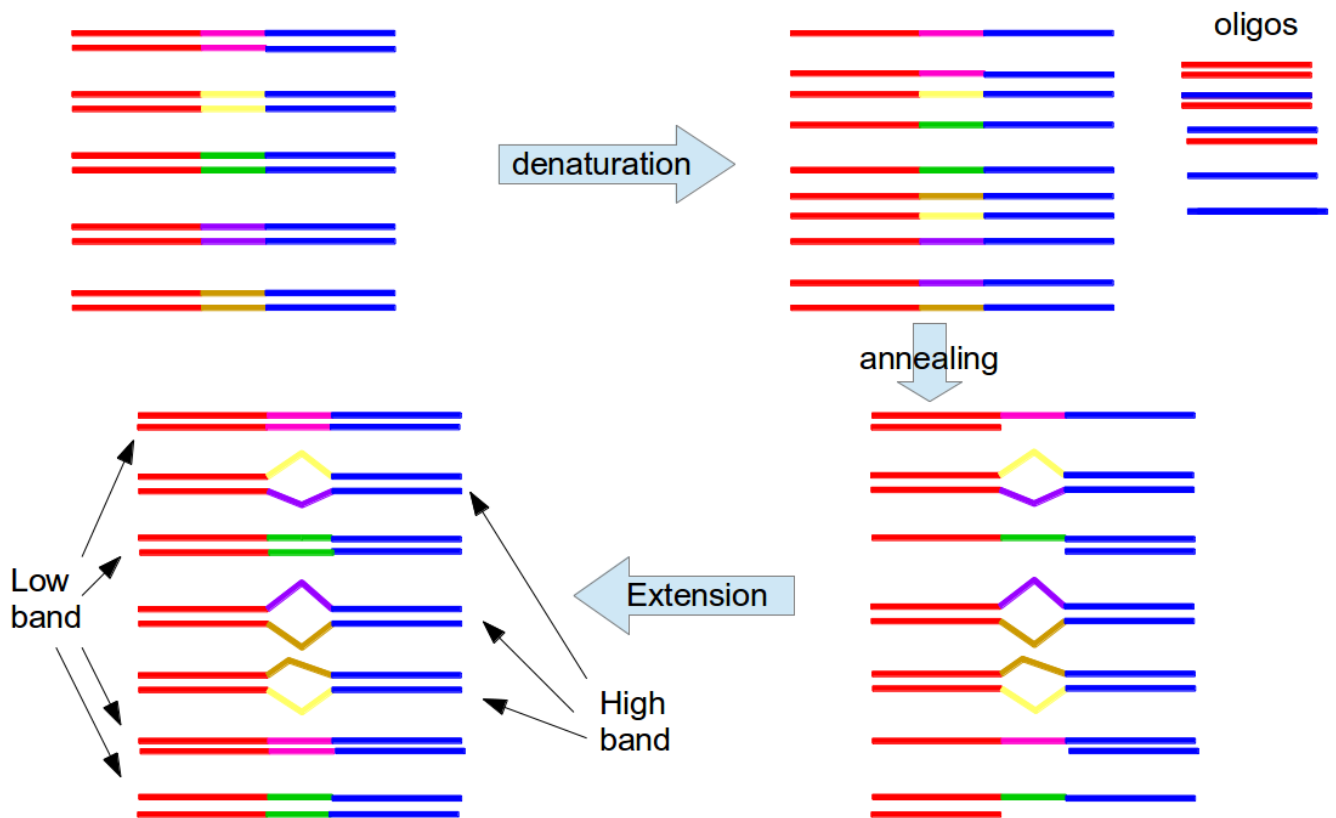 oligos
denaturation
annealing
Extension
Low
band
High
band